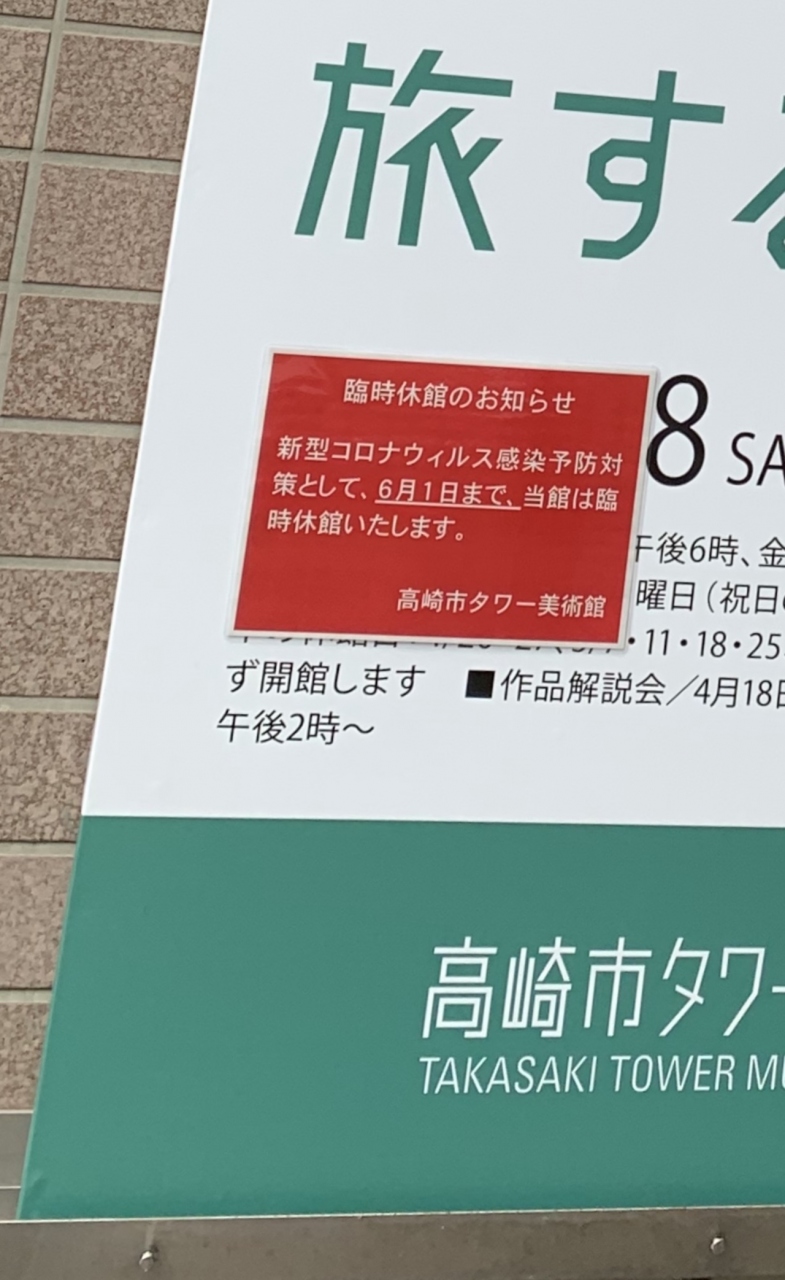 旅する
臨時休館のお知らせ
新型コロナウィルス感染予防対
策として、6月1日まで、当館は臨
時休館いたします。
高崎市タワー美術館
8 SA
午後6時、金
曜日（祝日
・11・18・25
ず開館します ■作品解説会／4月18日
午後2時～
高崎市タワー
TAKASAKI TOWER MU